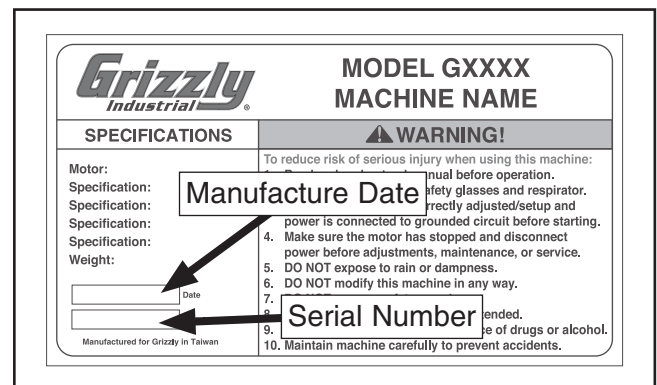 Grizzly
Industrial®
MODEL GXXXX
MACHINE NAME
SPECIFICATIONS
WARNING!
Motor:
Specification:
Specification:
Specification:
Specification:
Weight:
Date
Manufactured for Grizzly in Taiwan
To reduce risk of serious injury when using this machine:
before operation.
glasses and respirator.
adjusted/setup and
power is connected to grounded circuit before starting.
4. Make sure the motor has stopped and disconnect
power before adjustments, maintenance, or service.
5. DO NOT expose to rain or dampness.
6. DO NOT modify this machine in any way.
7.
9. of drugs or alcohol.
10. Maintain machine carefully to prevent accidents.
Manufacture Date
Serial Number